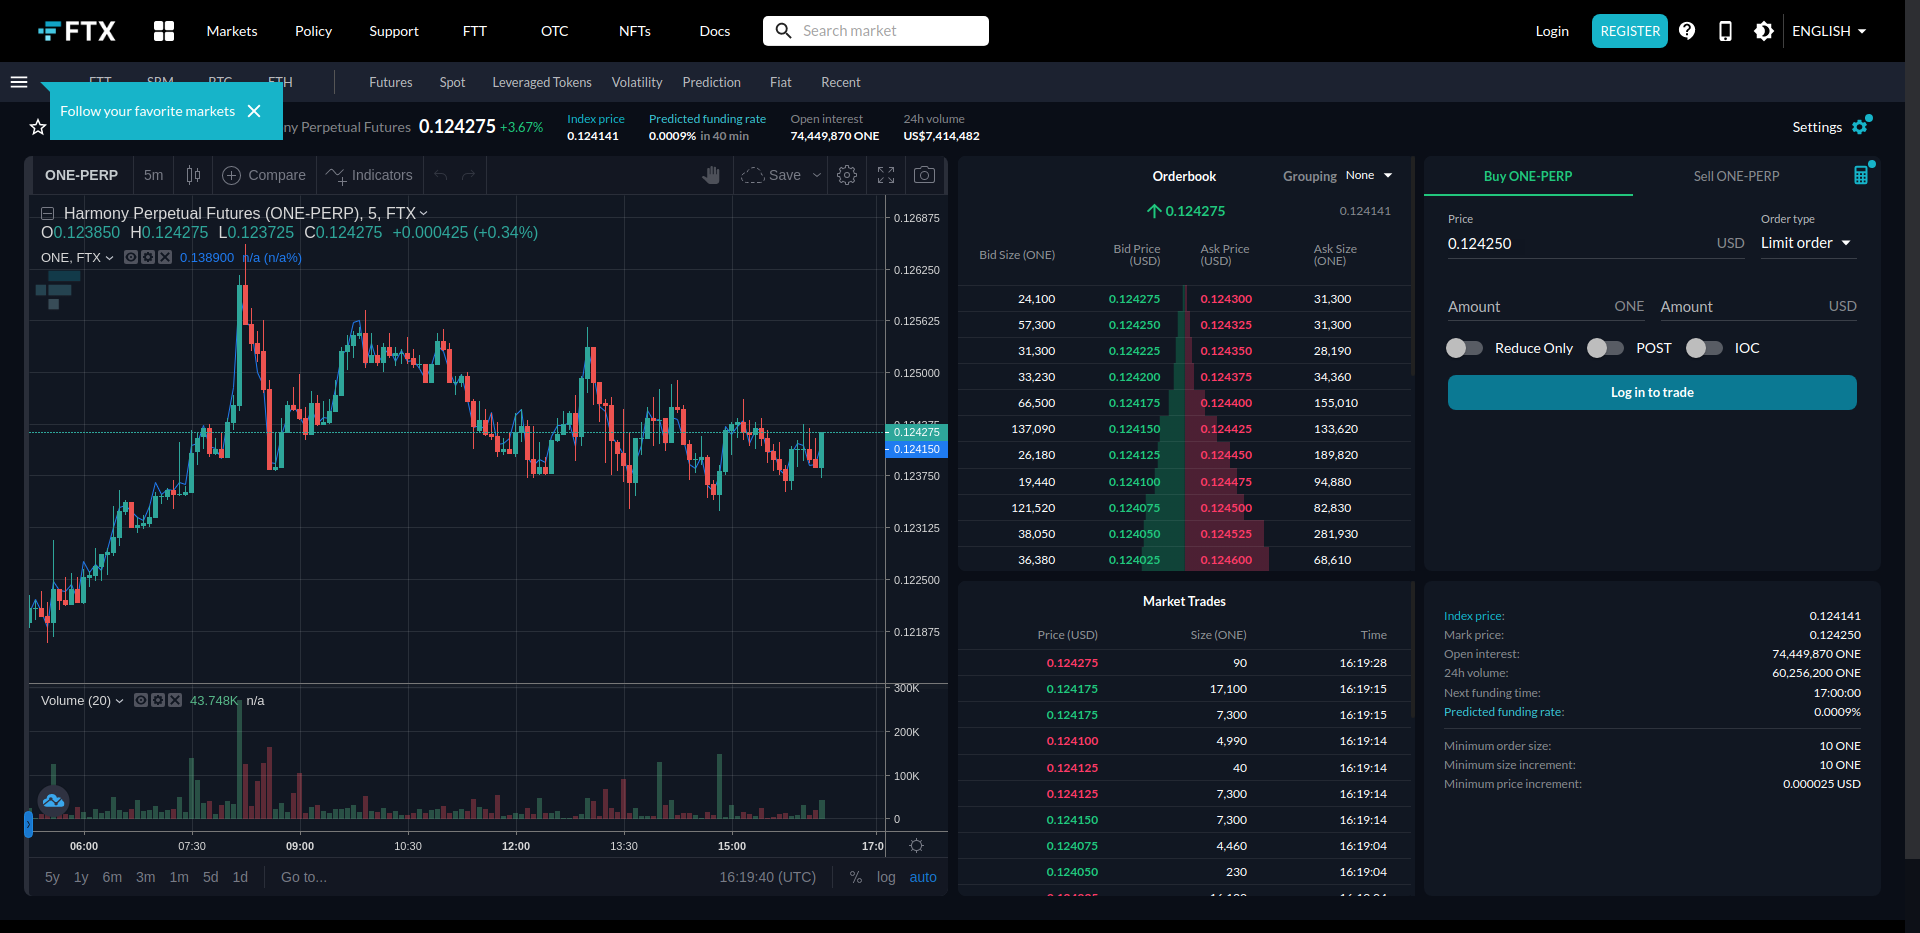 FTX Markets Policy Support FTT OTC NFTs Docs Search market Login REGISTER ENGLISH
Futures Spot Leveraged Tokens Volatility Prediction Fiat Recent
Follow your favorite markets
ny Perpetual Futures 0.124275 +3.67%
Index price
0.124141
Predicted funding rate
0.0009% in 40 min
Open interest
74,449,870 ONE
24h volume
US$7,414,482
Settings
ONE-PERP 5m Compare Indicators Save
Harmony Perpetual Futures (ONE-PERP), 5, FTX
O0.123850 H0.124275 L0.123725 C0.124275 +0.000425 (+0.34%)
ONE, FTX 0.138900 n/a (n/a%)
0.126875
0.126250
0.125625
0.125000
0.124275
0.124150
0.123750
0.123125
0.122500
0.121875
Volume (20) 43.748K n/a
300K
200K
100K
0
06:00 07:30 09:00 10:30 12:00 13:30 15:00 17:0
5y 1y 6m 3m 1m 5d 1d Go to... 16:19:40 (UTC) % log auto
Orderbook Grouping None
0.124275 0.124141
Bid Size (ONE) Bid Price (USD) Ask Price (USD) Ask Size (ONE)
24,100 0.124275 0.124300 31,300
57,300 0.124250 0.124325 31,300
31,300 0.124225 0.124350 28,190
33,230 0.124200 0.124375 34,360
66,500 0.124175 0.124400 155,010
137,090 0.124150 0.124425 133,620
26,180 0.124125 0.124450 189,820
19,440 0.124100 0.124475 94,880
121,520 0.124075 0.124500 82,830
38,050 0.124050 0.124525 281,930
36,380 0.124025 0.124600 68,610
Market Trades
Price (USD) Size (ONE) Time
0.124275 90 16:19:28
0.124175 17,100 16:19:15
0.124175 7,300 16:19:15
0.124100 4,990 16:19:14
0.124125 40 16:19:14
0.124125 7,300 16:19:14
0.124150 7,300 16:19:14
0.124075 4,460 16:19:04
0.124050 230 16:19:04
Buy ONE-PERP Sell ONE-PERP
Price Order type
0.124250 USD Limit order
Amount ONE Amount USD
Reduce Only POST IOC
Log in to trade
Index price: 0.124141
Mark price: 0.124250
Open interest: 74,449,870 ONE
24h volume: 60,256,200 ONE
Next funding time: 17:00:00
Predicted funding rate: 0.0009%
Minimum order size: 10 ONE
Minimum size increment: 10 ONE
Minimum price increment: 0.000025 USD